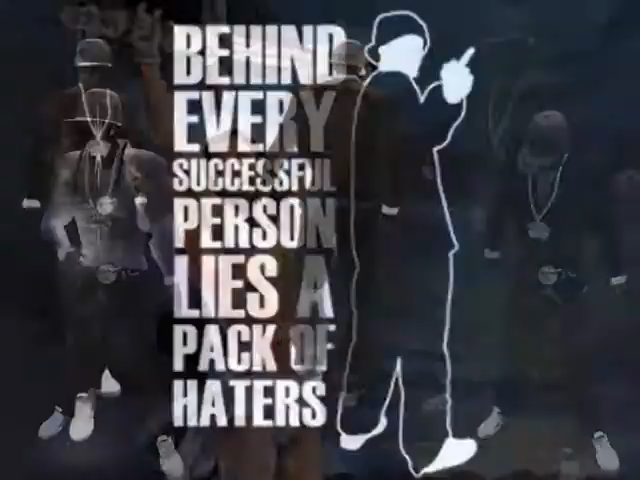 BEHIND
EVERY
SUCCESSFUL
PERSON
LIES A
PACK OF
HATERS